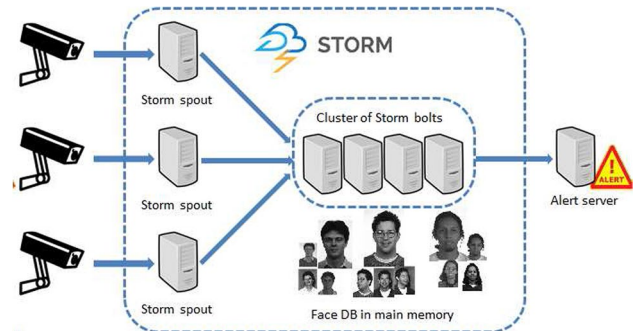 STORM
Storm spout
Cluster of Storm bolts
Storm spout
!
ALERT
Alert server
Storm spout
Face DB in main memory